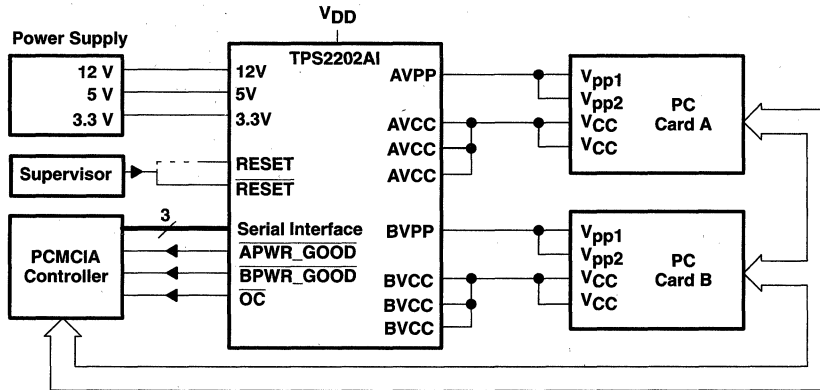 VDD
Power Supply
12 V
5 V
3.3 V
Supervisor
3
PCMCIA
Controller
TPS2202AI
12V
5V
3.3V
RESET
RESET
Serial Interface
APWR_GOOD
BPWR_GOOD
OC
AVPP
AVCC
AVCC
AVCC
BVPP
BVCC
BVCC
BVCC
Vpp1
Vpp2
VCC
VCC
PC
Card A
Vpp1
Vpp2
VCC
VCC
PC
Card B